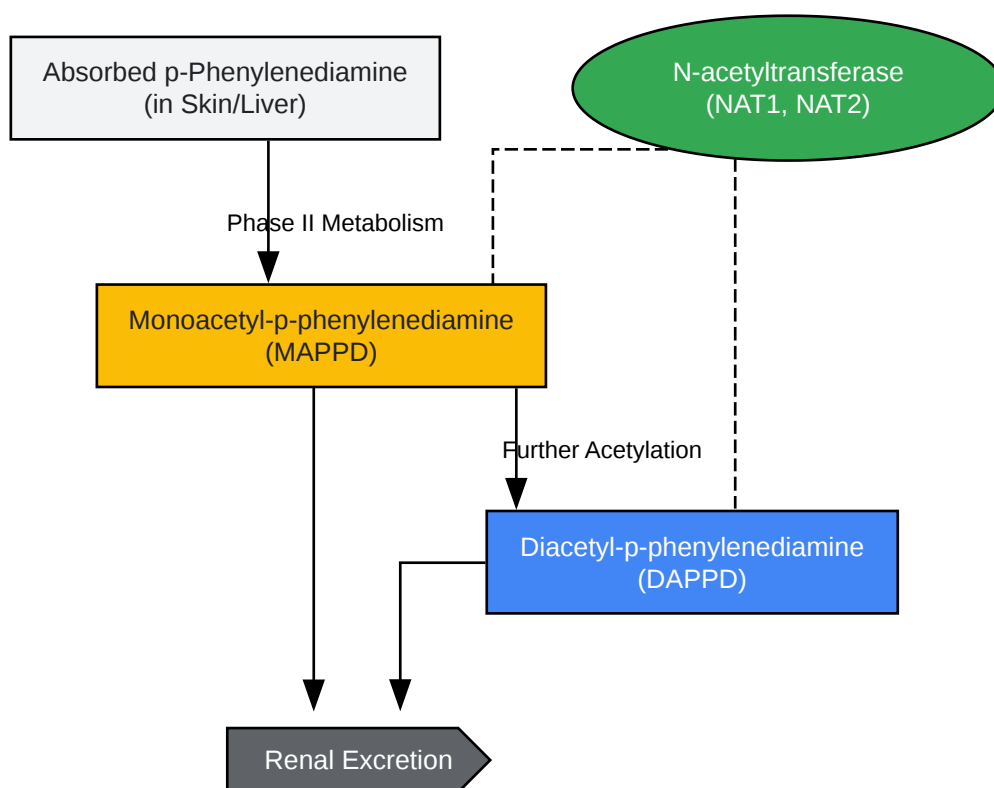 Absorbed p-Phenylenediamine
(in Skin/Liver)
N-acetyltransferase
(NAT1, NAT2)
Phase II Metabolism
Monoacetyl-p-phenylenediamine
(MAPPD)
Further Acetylation
Diacetyl-p-phenylenediamine
(DAPPD)
Renal Excretion